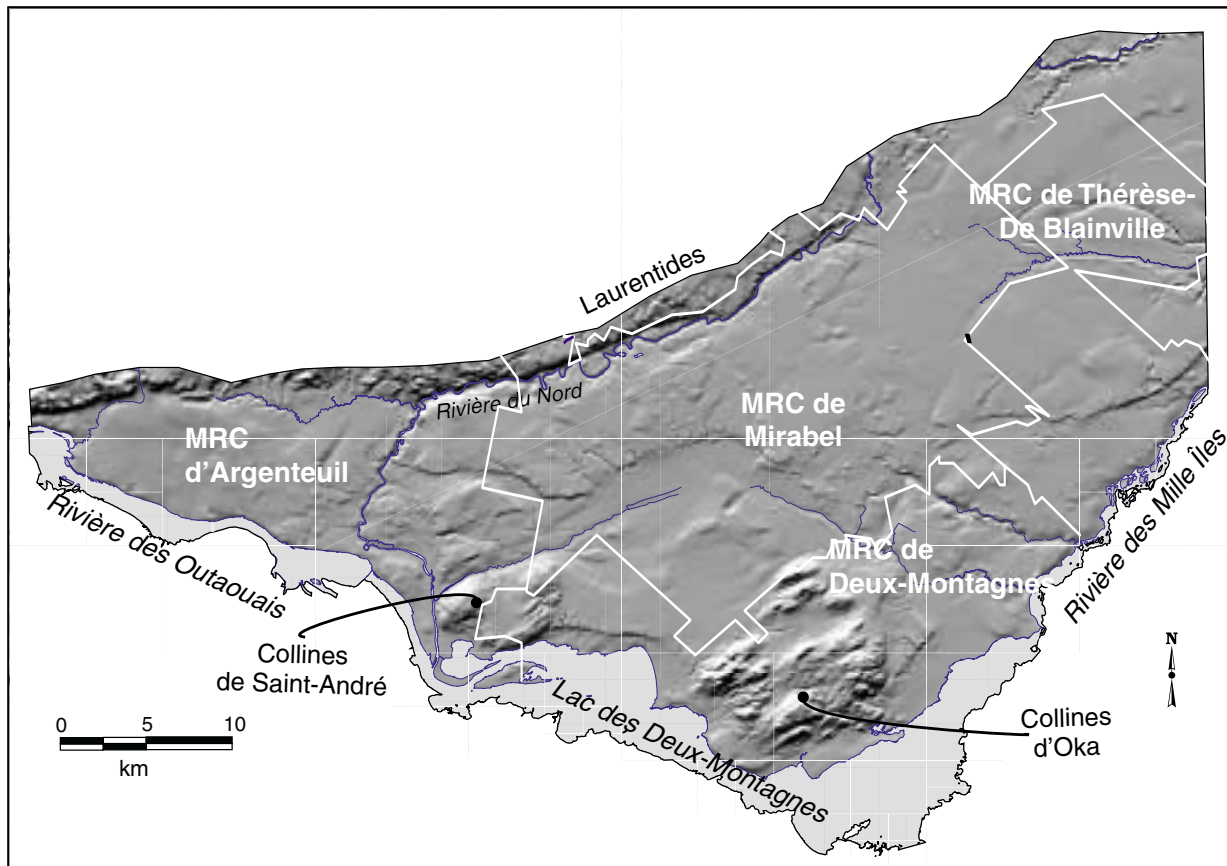 MRC de Thérèse-
De Blainville
Laurentides
Rivière du Nord
MRC de
Mirabel
MRC
d'Argenteuil
Rivière des Outaouais
Rivière des Mille Îles
MRC de
Deux-Montagnes
Collines
de Saint-André
Lac des Deux-Montagnes
Collines
d'Oka
N
0 5 10
km